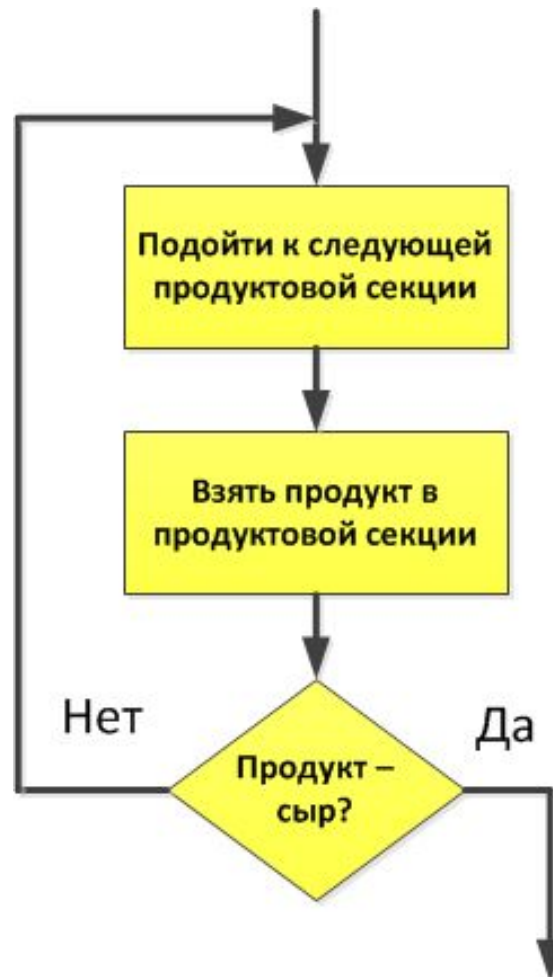 Подойти к следующей
продуктовой секции
Взять продукт в
продуктовой секции
Нет
Да
Продукт –
сыр?